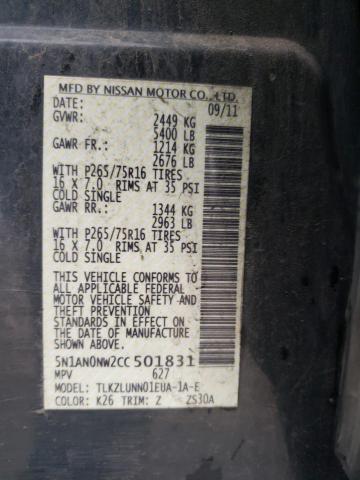 MFD BY NISSAN MOTOR CO., LTD.
DATE: 09/11
GVWR: 2449 KG
5400 LB
GAWR FR.: 1214 KG
2676 LB
WITH P265/75R16 TIRES
16 X 7.0 RIMS AT 35 PSI
COLD SINGLE
GAWR RR.: 1344 KG
2963 LB
WITH P265/75R16 TIRES
16 X 7.0 RIMS AT 35 PSI
COLD SINGLE
THIS VEHICLE CONFORMS TO
ALL APPLICABLE FEDERAL
MOTOR VEHICLE SAFETY AND
THEFT PREVENTION
STANDARDS IN EFFECT ON
THE DATE OF MANUFACTURE
SHOWN ABOVE.
5N1AN0NW2CC501831
MPV 627
MODEL: TLKZLUNN01EUA-1A-E
COLOR: K26 TRIM: Z ZS30A